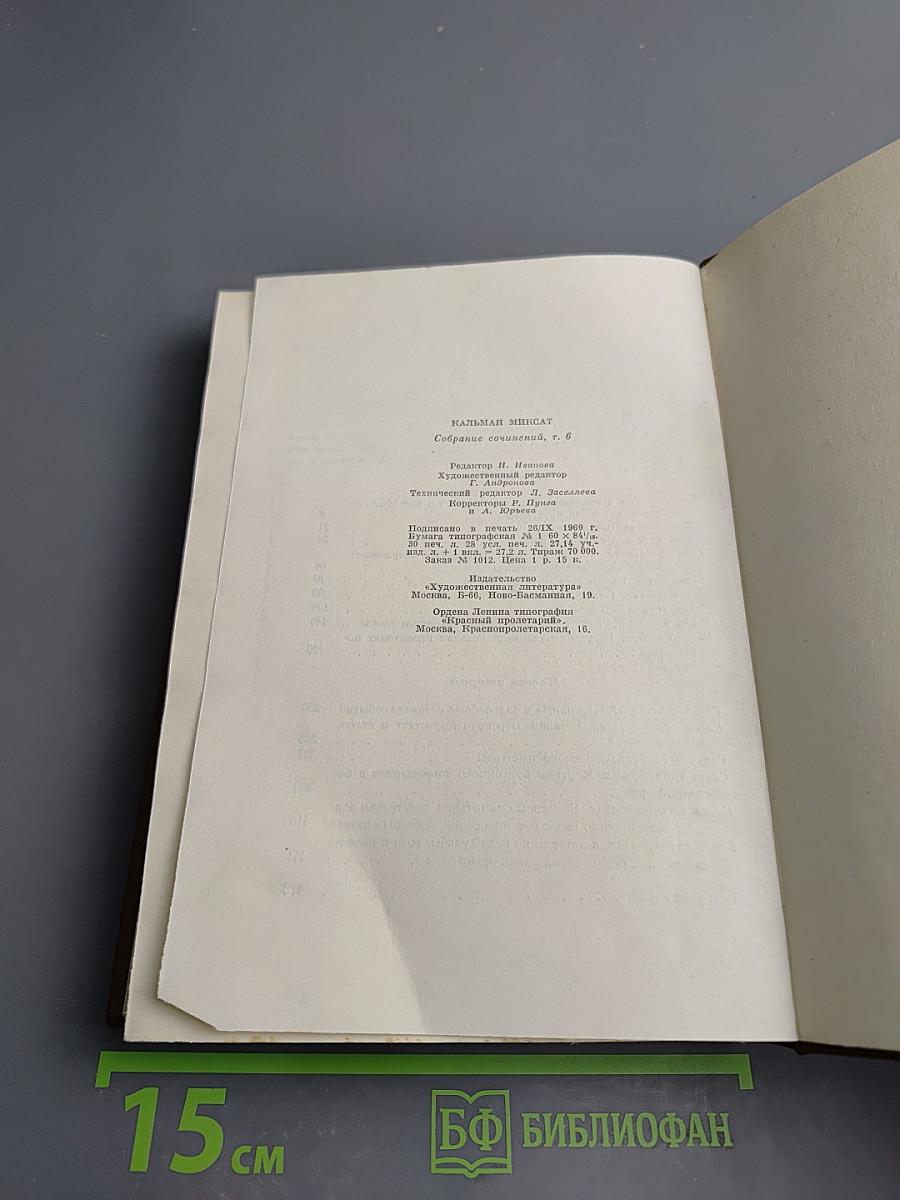 КАЛЬМАН МИКСАТ
Собрание сочинений, т. 6
Редактор И. Иванова
Художественный редактор
Г. Андронова
Технический редактор Л. Заселяева
Корректоры Р. Пунга
и А. Юрьева
Подписано в печать 26/IX 1969 г.
Бумага типографская № 1 60 × 84¹/₁₆.
30 печ. л. 28 усл. печ. л. 27,14 уч.-
изд. л. + 1 вкл. = 27,2 л. Тираж 70 000.
Заказ № 1012. Цена 1 р. 15 к.
Издательство
«Художественная литература»
Москва, Б-66, Ново-Басманная, 19.
Ордена Ленина типография
«Красный пролетарий».
Москва, Краснопролетарская, 16.
15 см
БФ БИБЛИОФАН